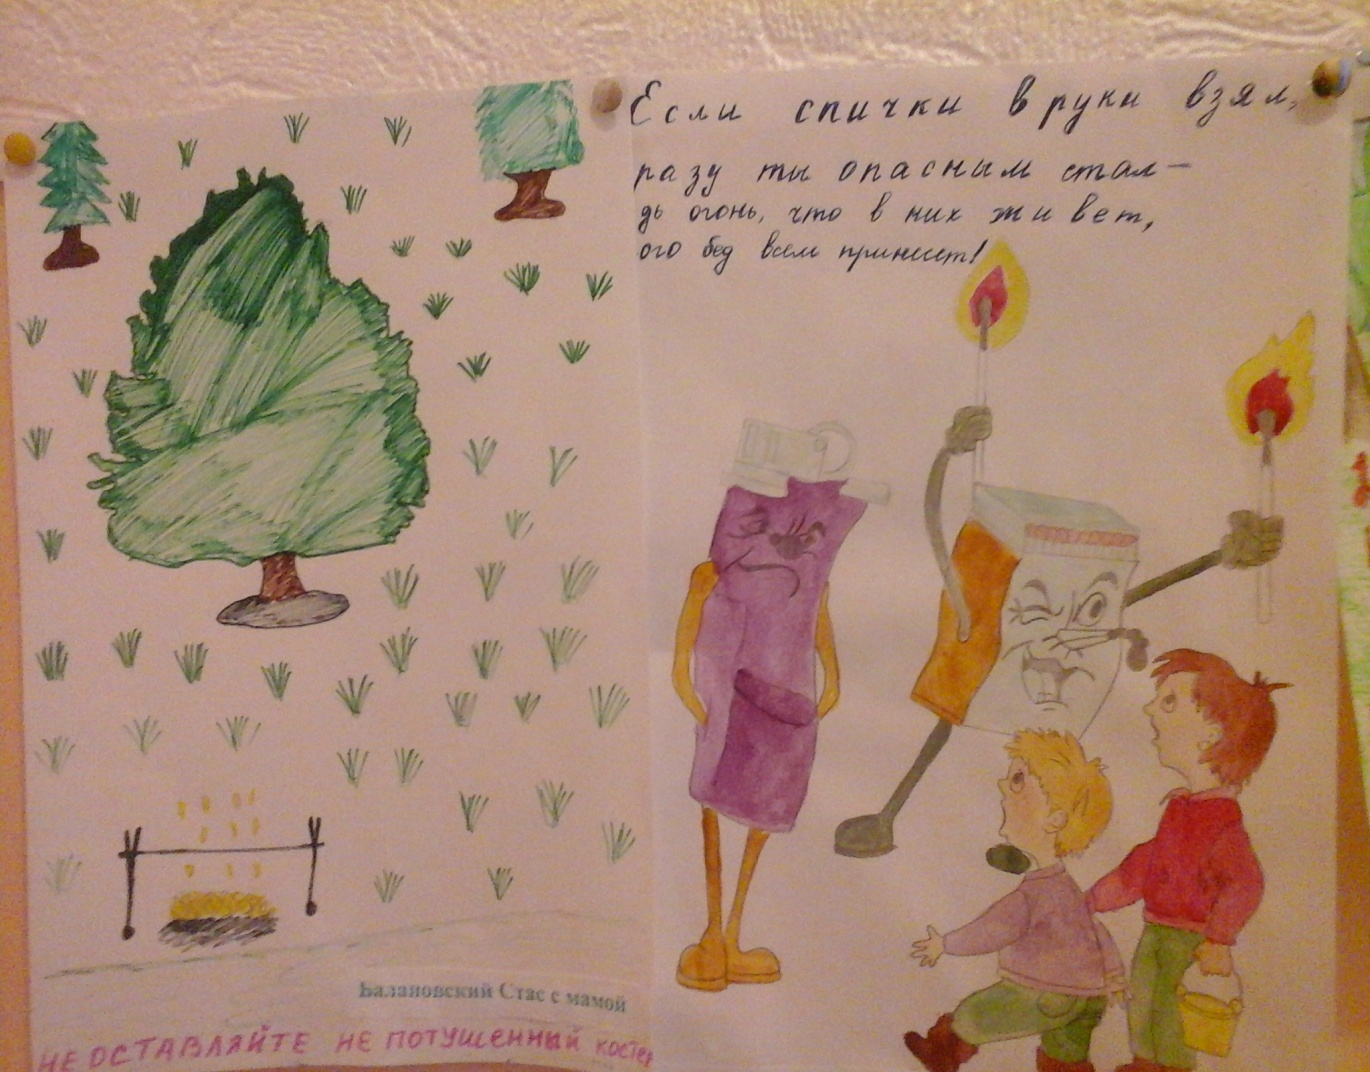 Если спички в руки взял,
разу ты опасным стал -
дь огонь, что в них живет,
ого бед всем принесет!
Балановский Стас с мамой
НЕ ОСТАВЛЯЙТЕ НЕ ПОТУШЕННЫЙ КОСТЕР